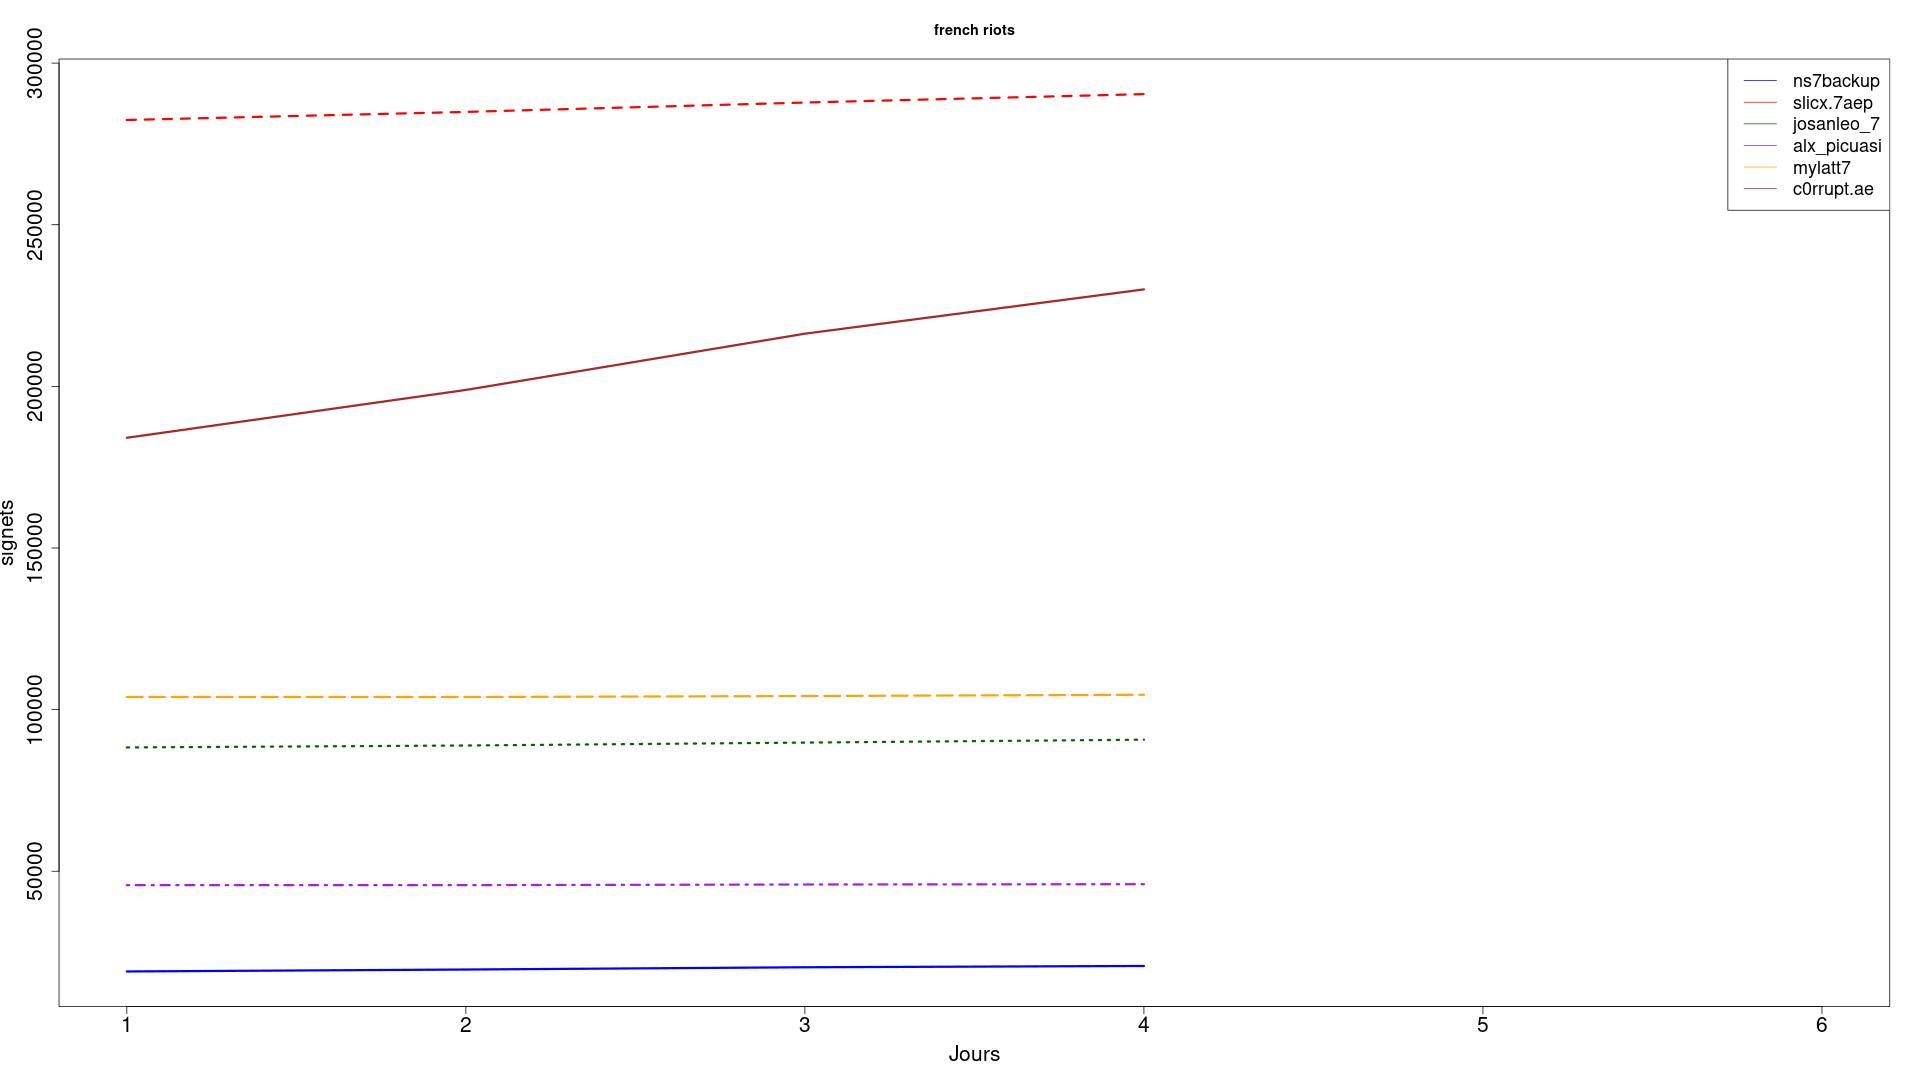 french riots
ns7backup
slicx.7aep
josanleo_7
alx_picuasi
mylatt7
c0rrupt.ae
signets
300000
250000
200000
150000
100000
50000
1 2 3 4 5 6
Jours